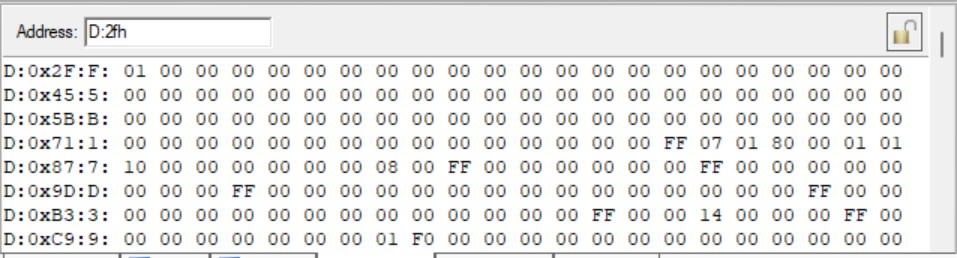 Address: D:2fh
D:0x2F:F: 01 00 00 00 00 00 00 00 00 00 00 00 00 00 00 00 00 00 00 00 00 00
D:0x45:5: 00 00 00 00 00 00 00 00 00 00 00 00 00 00 00 00 00 00 00 00 00 00
D:0x5B:B: 00 00 00 00 00 00 00 00 00 00 00 00 00 00 00 00 00 00 00 00 00 00
D:0x71:1: 00 00 00 00 00 00 00 00 00 00 00 00 00 00 00 FF 07 01 80 00 01 01
D:0x87:7: 10 00 00 00 00 00 00 08 00 FF 00 00 00 00 00 00 FF 00 00 00 00 00
D:0x9D:D: 00 00 00 FF 00 00 00 00 00 00 00 00 00 00 00 00 00 00 00 FF 00 00
D:0xB3:3: 00 00 00 00 00 00 00 00 00 00 00 00 00 FF 00 00 14 00 00 00 FF 00
D:0xC9:9: 00 00 00 00 00 00 00 01 F0 00 00 00 00 00 00 00 00 00 00 00 00 00